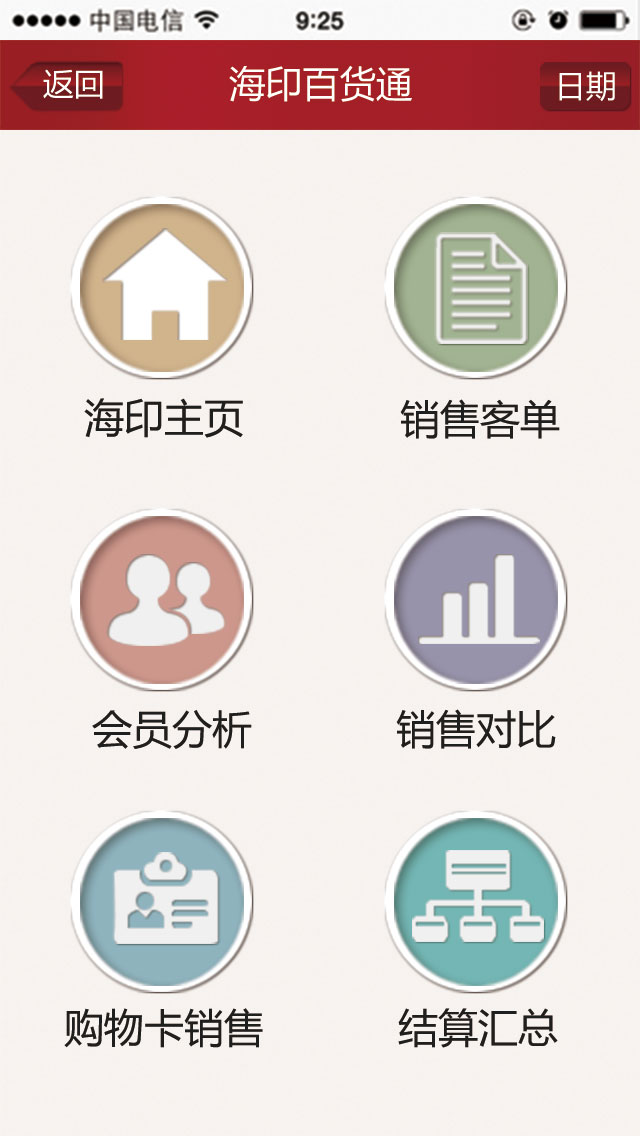 中国电信 9:25
返回 海印百货通 日期
海印主页 销售客单
会员分析 销售对比
购物卡销售 结算汇总